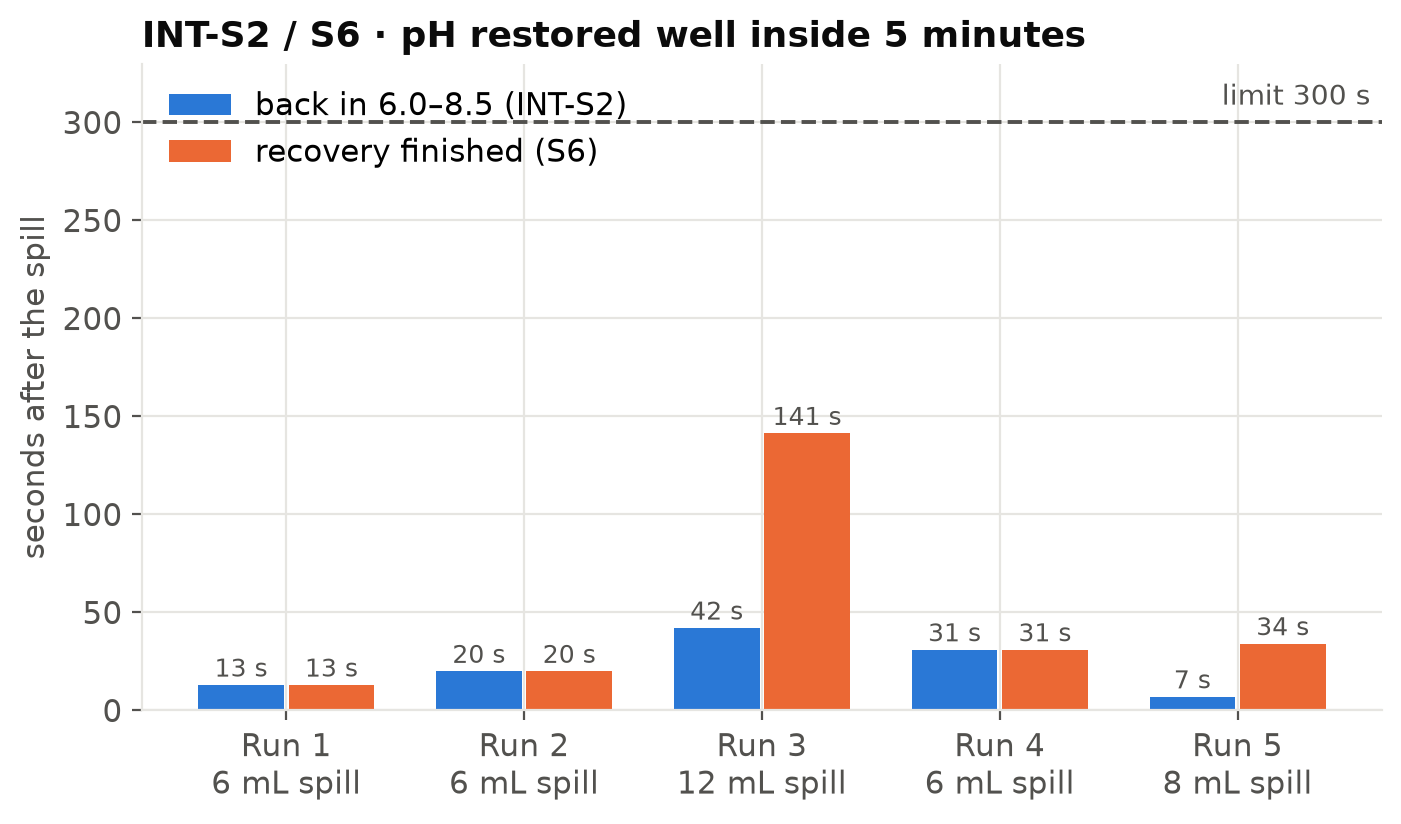 INT-S2 / S6 · pH restored well inside 5 minutes
back in 6.0–8.5 (INT-S2)
recovery finished (S6)
limit 300 s
seconds after the spill
300
250
200
150
100
50
0
13 s
13 s
20 s
20 s
42 s
141 s
31 s
31 s
7 s
34 s
Run 1
6 mL spill
Run 2
6 mL spill
Run 3
12 mL spill
Run 4
6 mL spill
Run 5
8 mL spill